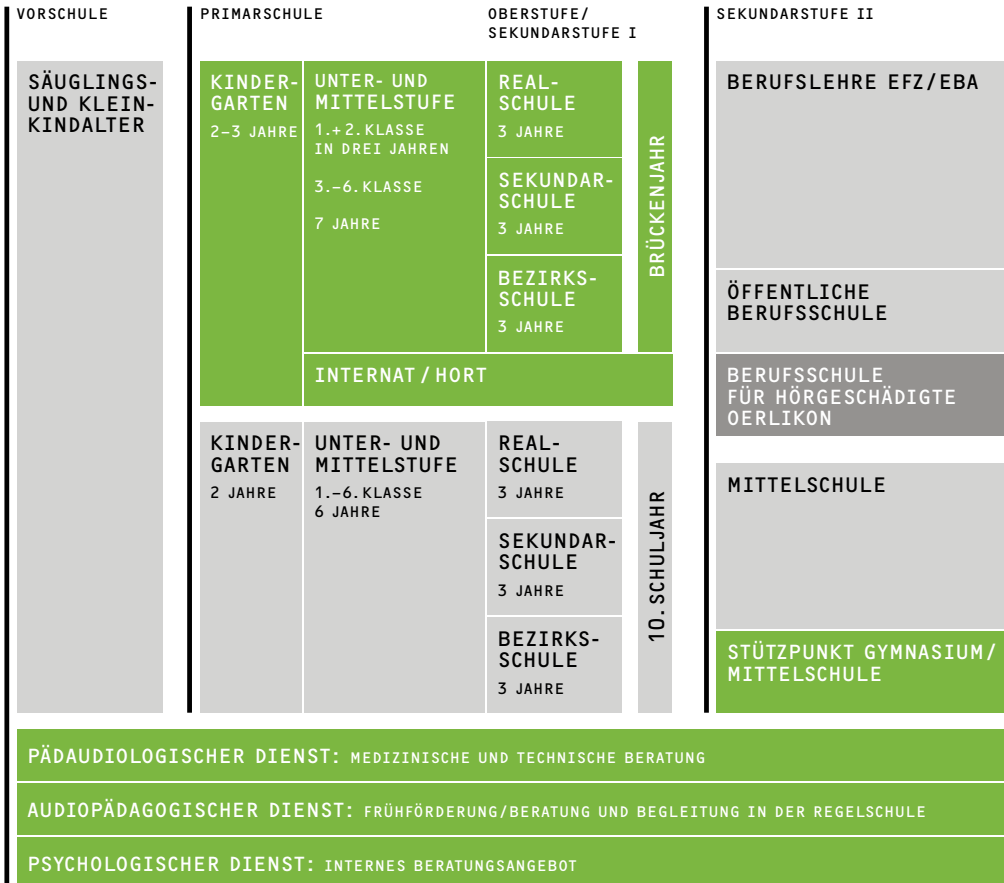 VORSCHULE
PRIMARSCHULE
OBERSTUFE/
SEKUNDARSTUFE I
SEKUNDARSTUFE II
SÄUGLINGS-
UND KLEIN-
KINDALTER
KINDER-
GARTEN
2–3 JAHRE
UNTER- UND
MITTELSTUFE
1.+ 2. KLASSE
IN DREI JAHREN
3.–6. KLASSE
7 JAHRE
REAL-
SCHULE
3 JAHRE
SEKUNDAR-
SCHULE
3 JAHRE
BEZIRKS-
SCHULE
3 JAHRE
BRÜCKENJAHR
INTERNAT / HORT
BERUFSLEHRE EFZ/EBA
ÖFFENTLICHE
BERUFSSCHULE
BERUFSSCHULE
FÜR HÖRGESCHÄDIGTE
OERLIKON
KINDER-
GARTEN
2 JAHRE
UNTER- UND
MITTELSTUFE
1.–6. KLASSE
6 JAHRE
REAL-
SCHULE
3 JAHRE
SEKUNDAR-
SCHULE
3 JAHRE
BEZIRKS-
SCHULE
3 JAHRE
10. SCHULJAHR
MITTELSCHULE
STÜTZPUNKT GYMNASIUM/
MITTELSCHULE
PÄDAUDIOLOGISCHER DIENST: MEDIZINISCHE UND TECHNISCHE BERATUNG
AUDIOPÄDAGOGISCHER DIENST: FRÜHFÖRDERUNG/BERATUNG UND BEGLEITUNG IN DER REGELSCHULE
PSYCHOLOGISCHER DIENST: INTERNES BERATUNGSANGEBOT